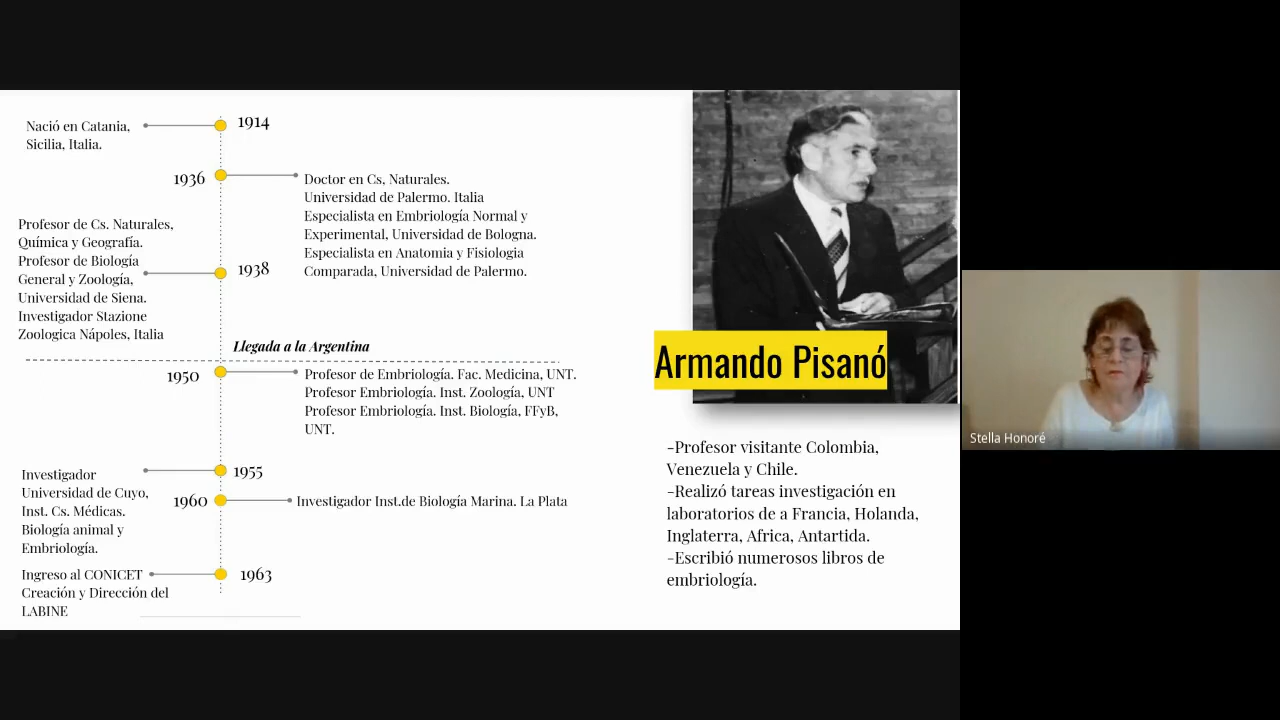 Nació en Catania,
Sicilia, Italia.
1914
1936
Doctor en Cs, Naturales.
Universidad de Palermo. Italia
Especialista en Embriología Normal y
Experimental, Universidad de Bologna.
Especialista en Anatomia y Fisiologia
Comparada, Universidad de Palermo.
Profesor de Cs. Naturales,
Química y Geografía.
Profesor de Biología
General y Zoología,
Universidad de Siena.
Investigador Stazione
Zoologica Nápoles, Italia
1938
Llegada a la Argentina
1950
Profesor de Embriología. Fac. Medicina, UNT.
Profesor Embriología. Inst. Zoología, UNT
Profesor Embriología. Inst. Biología, FFyB,
UNT.
Investigador
Universidad de Cuyo,
Inst. Cs. Médicas.
Biología animal y
Embriología.
1955
1960
Investigador Inst.de Biología Marina. La Plata
Ingreso al CONICET
Creación y Dirección del
LABINE
1963
Armando Pisanó
-Profesor visitante Colombia,
Venezuela y Chile.
-Realizó tareas investigación en
laboratorios de a Francia, Holanda,
Inglaterra, Africa, Antartida.
-Escribió numerosos libros de
embriología.
Stella Honoré